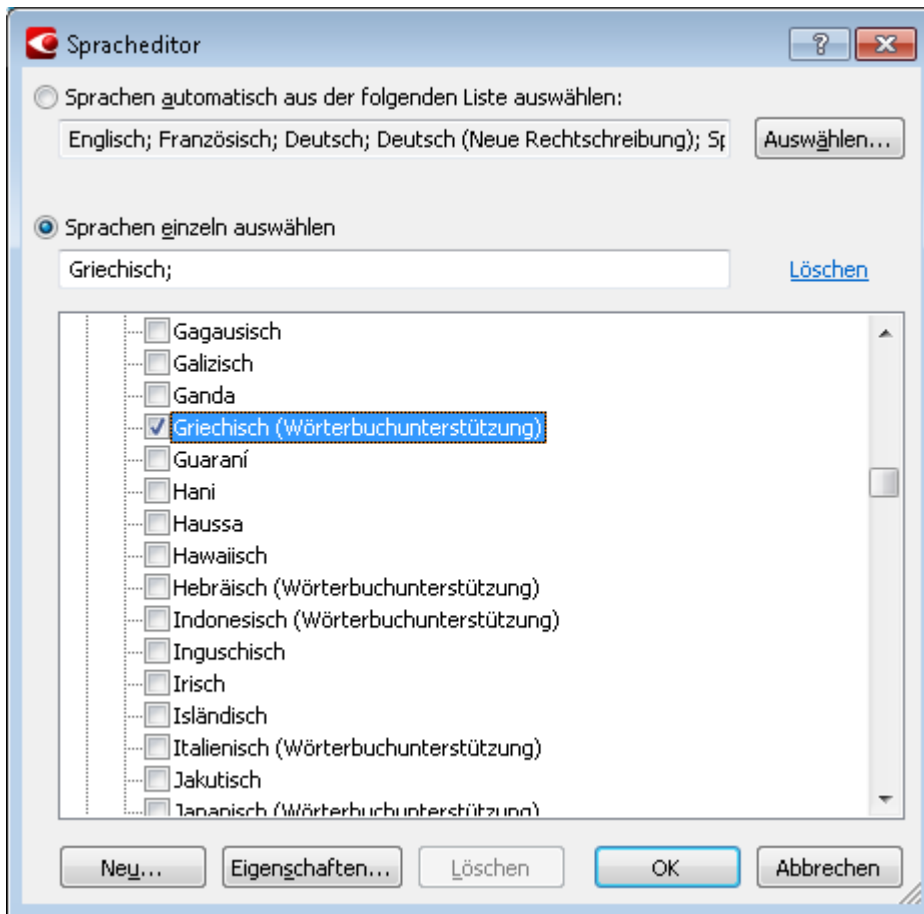 Spracheditor
Sprachen automatisch aus der folgenden Liste auswählen:
Englisch; Französisch; Deutsch; Deutsch (Neue Rechtschreibung);
Auswählen...
Sprachen einzeln auswählen
Griechisch;
Löschen
Gagausisch
Galizisch
Ganda
Griechisch (Wörterbuchunterstützung)
Guaraní
Hani
Haussa
Hawaiisch
Hebräisch (Wörterbuchunterstützung)
Indonesisch (Wörterbuchunterstützung)
Inguschisch
Irisch
Isländisch
Italienisch (Wörterbuchunterstützung)
Jakutisch
Japanisch (Wörterbuchunterstützung)
Neu...
Eigenschaften...
Löschen
OK
Abbrechen